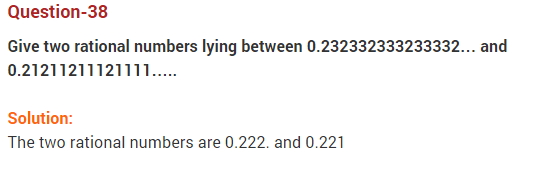 Question-38
Give two rational numbers lying between 0.232332333233332... and
0.21211211121111.....
Solution:
The two rational numbers are 0.222. and 0.221